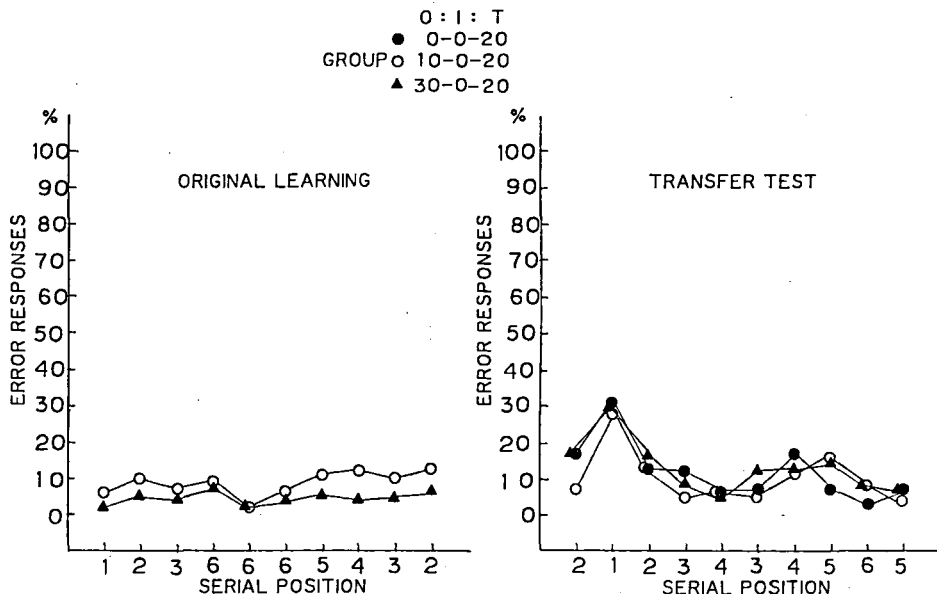 O : I : T
● 0-0-20
GROUP ○ 10-0-20
▲ 30-0-20
%
100
90
80
70
60
50
40
30
20
10
0
ERROR RESPONSES
ORIGINAL LEARNING
1 2 3 6 6 6 5 4 3 2
SERIAL POSITION
%
100
90
80
70
60
50
40
30
20
10
0
ERROR RESPONSES
TRANSFER TEST
2 1 2 3 4 3 4 5 6 5
SERIAL POSITION